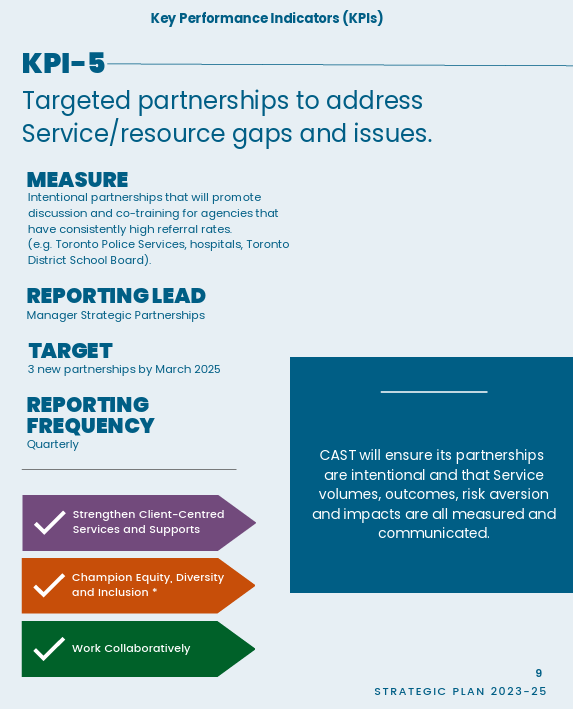 Key Performance Indicators (KPIs)
KPI-5
Targeted partnerships to address
Service/resource gaps and issues.
MEASURE
Intentional partnerships that will promote
discussion and co-training for agencies that
have consistently high referral rates.
(e.g. Toronto Police Services, hospitals, Toronto
District School Board).
REPORTING LEAD
Manager Strategic Partnerships
TARGET
3 new partnerships by March 2025
REPORTING
FREQUENCY
Quarterly
Strengthen Client-Centred
Services and Supports
Champion Equity, Diversity
and Inclusion *
Work Collaboratively
CAST will ensure its partnerships
are intentional and that Service
volumes, outcomes, risk aversion
and impacts are all measured and
communicated.
9
STRATEGIC PLAN 2023-25